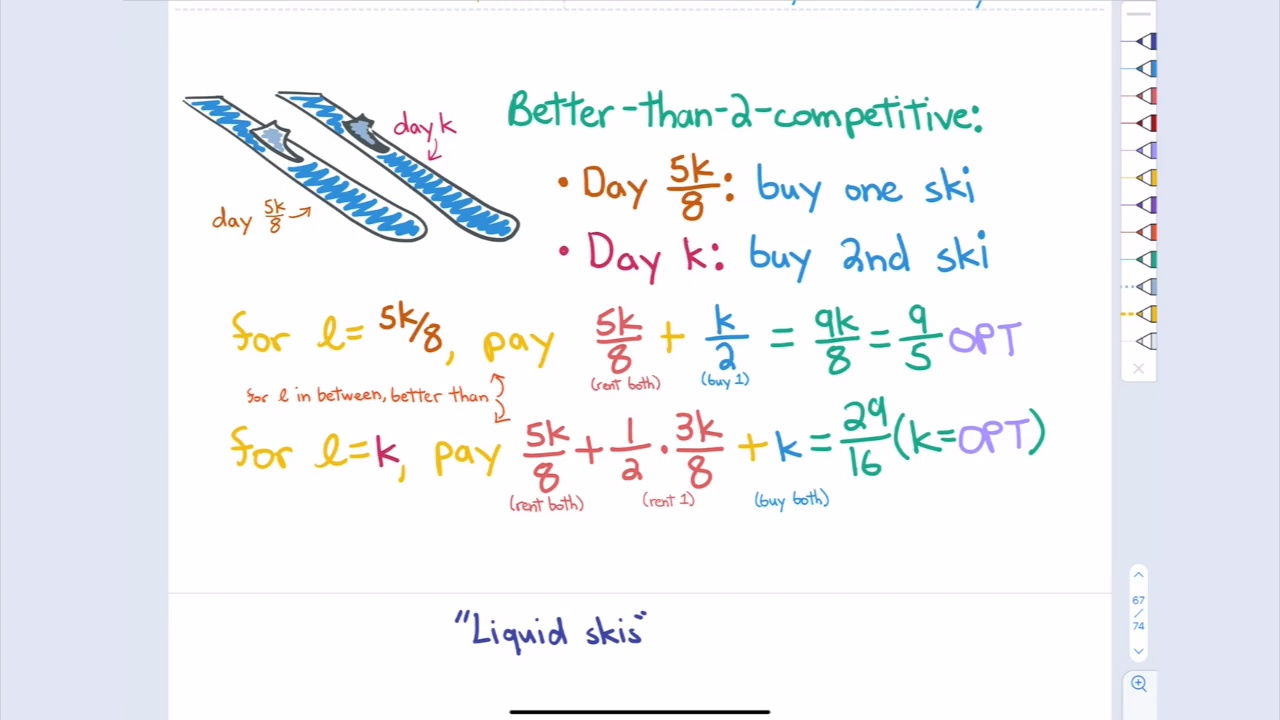 Better-than-2-competitive:
day k
• Day 5k/8: buy one ski
day 5k/8
• Day k: buy 2nd ski
for l = 5k/8, pay 5k/8 + k/2 = 9k/8 = 9/5 OPT
(rent both) (buy 1)
for l in between, better than
for l = k, pay 5k/8 + 1/2 · 3k/8 + k = 29/16 (k = OPT)
(rent both) (rent 1) (buy both)
"Liquid skis"
67
/
74